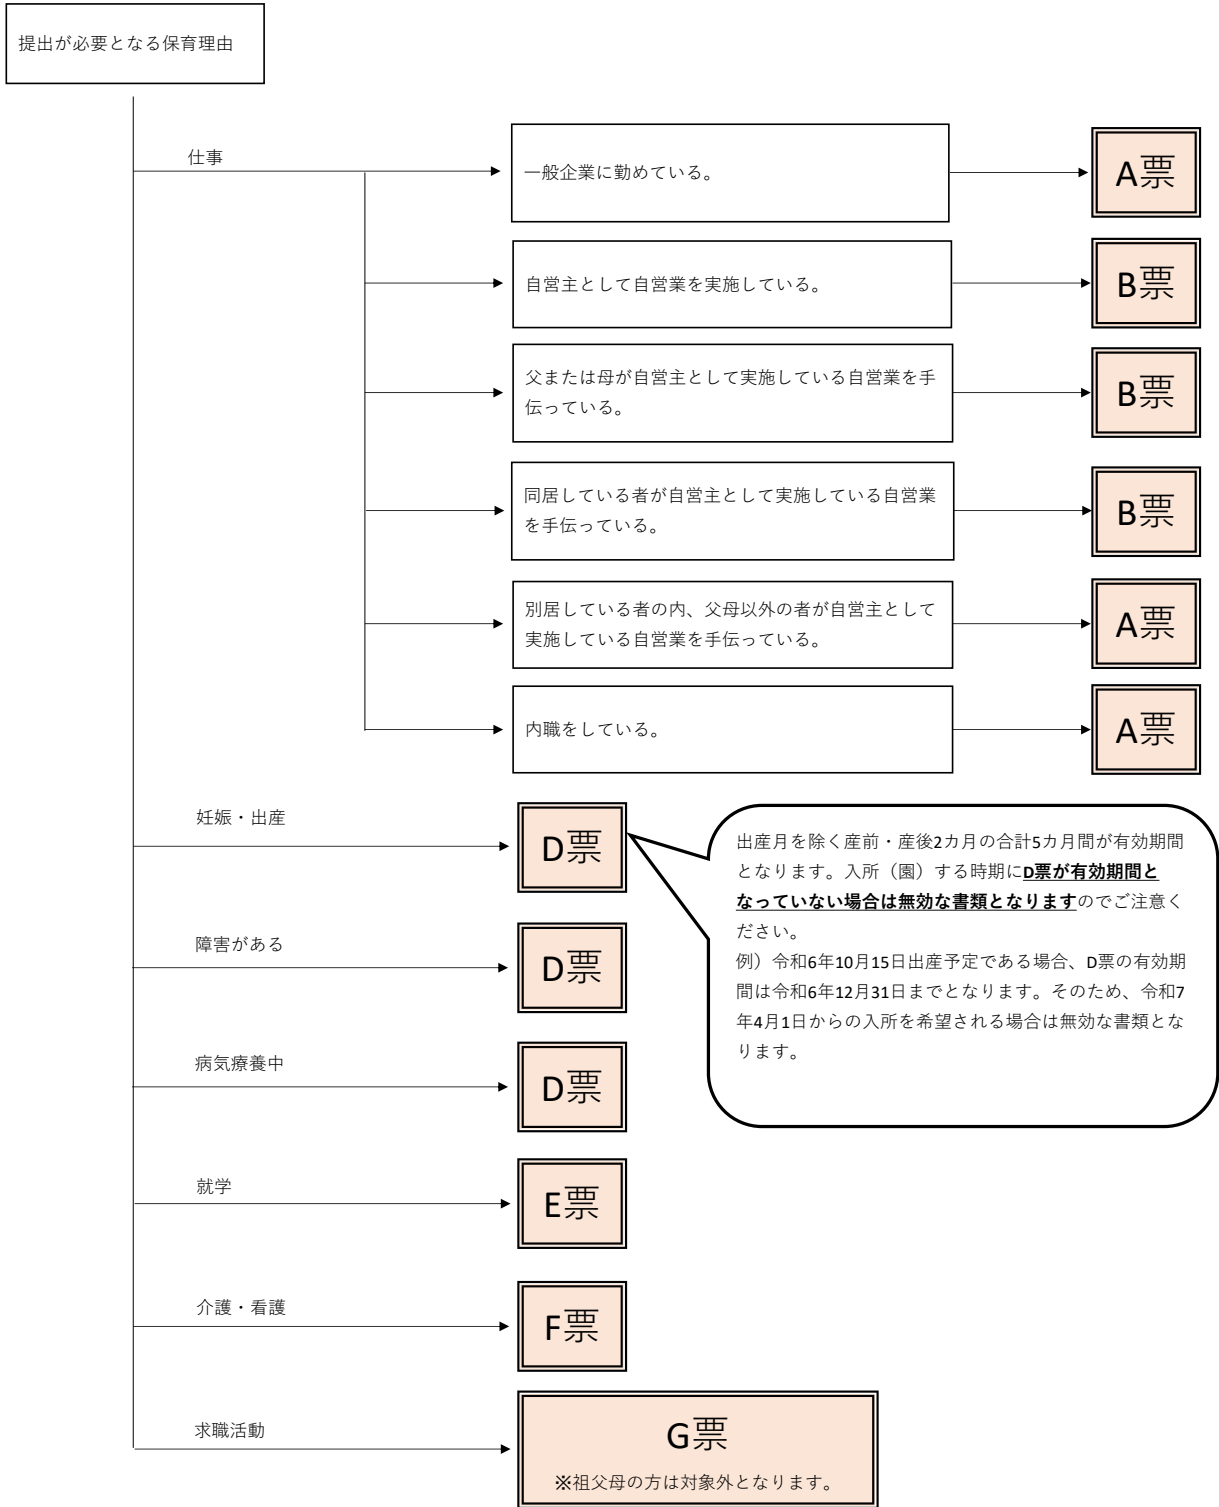 提出が必要となる保育理由
仕事
一般企業に勤めている。
A票
自営主として自営業を実施している。
B票
父または母が自営主として実施している自営業を手
伝っている。
B票
同居している者が自営主として実施している自営業
を手伝っている。
B票
別居している者の内、父母以外の者が自営主として
実施している自営業を手伝っている。
A票
内職をしている。
A票
妊娠・出産
D票
出産月を除く産前・産後2カ月の合計5カ月間が有効期間
となります。入所（園）する時期にD票が有効期間と
なっていない場合は無効な書類となりますのでご注意く
ださい。
例）令和6年10月15日出産予定である場合、D票の有効期
間は令和6年12月31日までとなります。そのため、令和7
年4月1日からの入所を希望される場合は無効な書類とな
ります。
障害がある
D票
病気療養中
D票
就学
E票
介護・看護
F票
求職活動
G票
※祖父母の方は対象外となります。